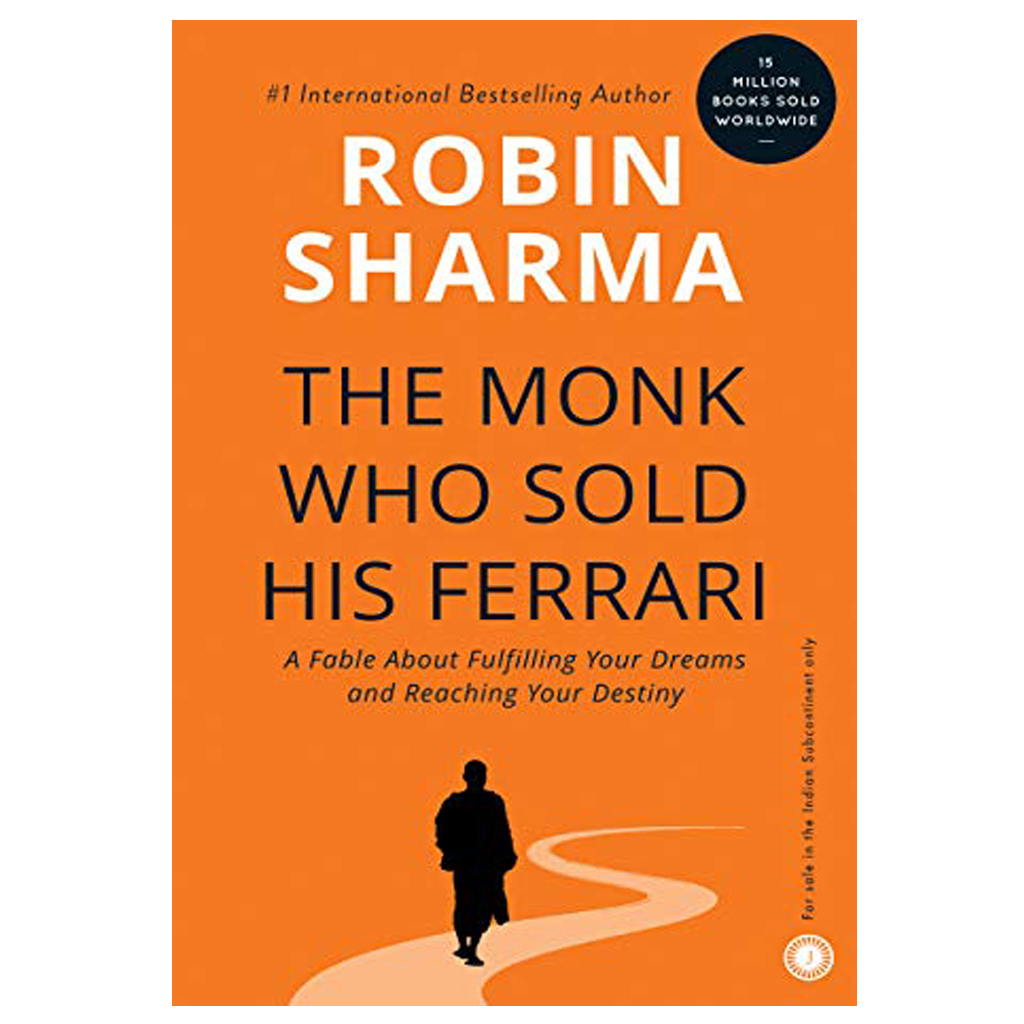 15
MILLION
BOOKS SOLD
WORLDWIDE
#1 International Bestselling Author
ROBIN
SHARMA
THE MONK
WHO SOLD
HIS FERRARI
A Fable About Fulfilling Your Dreams
and Reaching Your Destiny
For sale in the Indian Subcontinent only
J